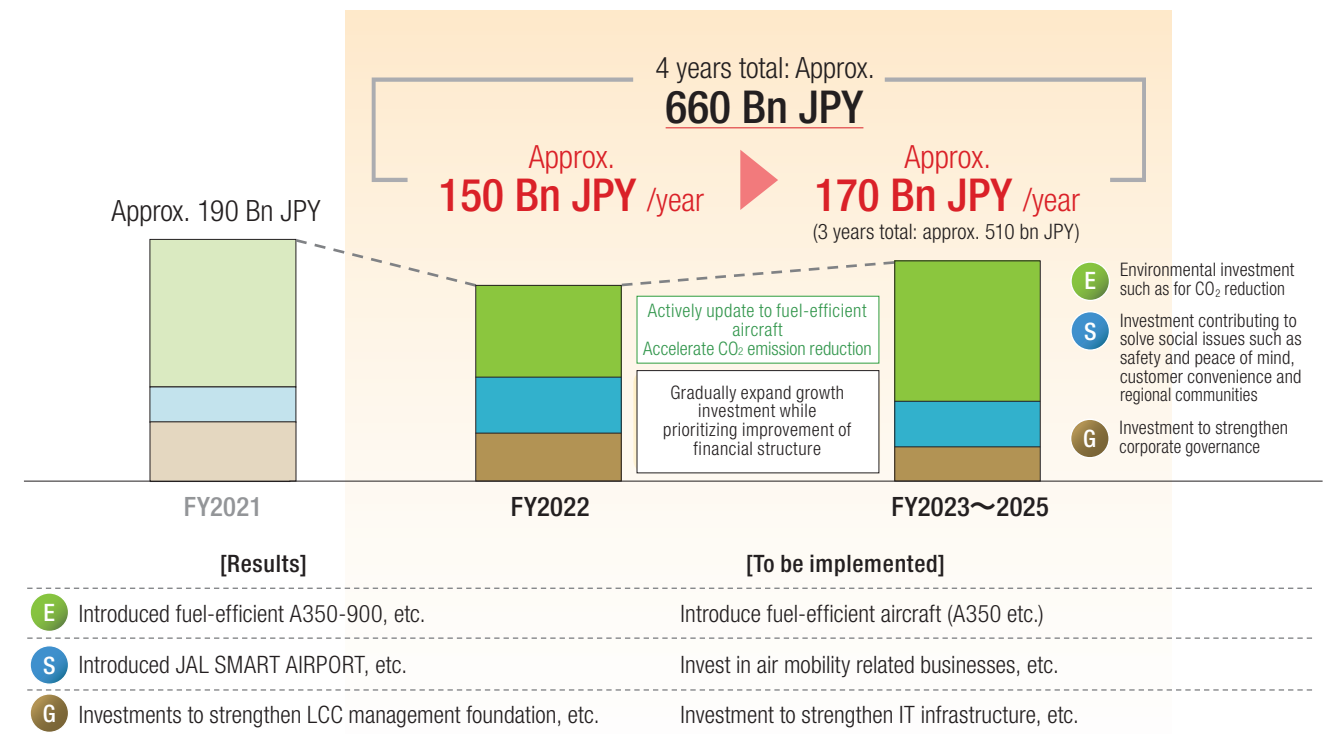 4 years total: Approx.
660 Bn JPY
Approx.
150 Bn JPY /year
Approx.
170 Bn JPY /year
(3 years total: approx. 510 bn JPY)
Approx. 190 Bn JPY
Actively update to fuel-efficient
aircraft
Accelerate CO₂ emission reduction
Gradually expand growth
investment while
prioritizing improvement of
financial structure
E
Environmental investment
such as for CO₂ reduction
S
Investment contributing to
solve social issues such as
safety and peace of mind,
customer convenience and
regional communities
G
Investment to strengthen
corporate governance
FY2021
FY2022
FY2023〜2025
[Results]
[To be implemented]
E Introduced fuel-efficient A350-900, etc.
Introduce fuel-efficient aircraft (A350 etc.)
S Introduced JAL SMART AIRPORT, etc.
Invest in air mobility related businesses, etc.
G Investments to strengthen LCC management foundation, etc.
Investment to strengthen IT infrastructure, etc.